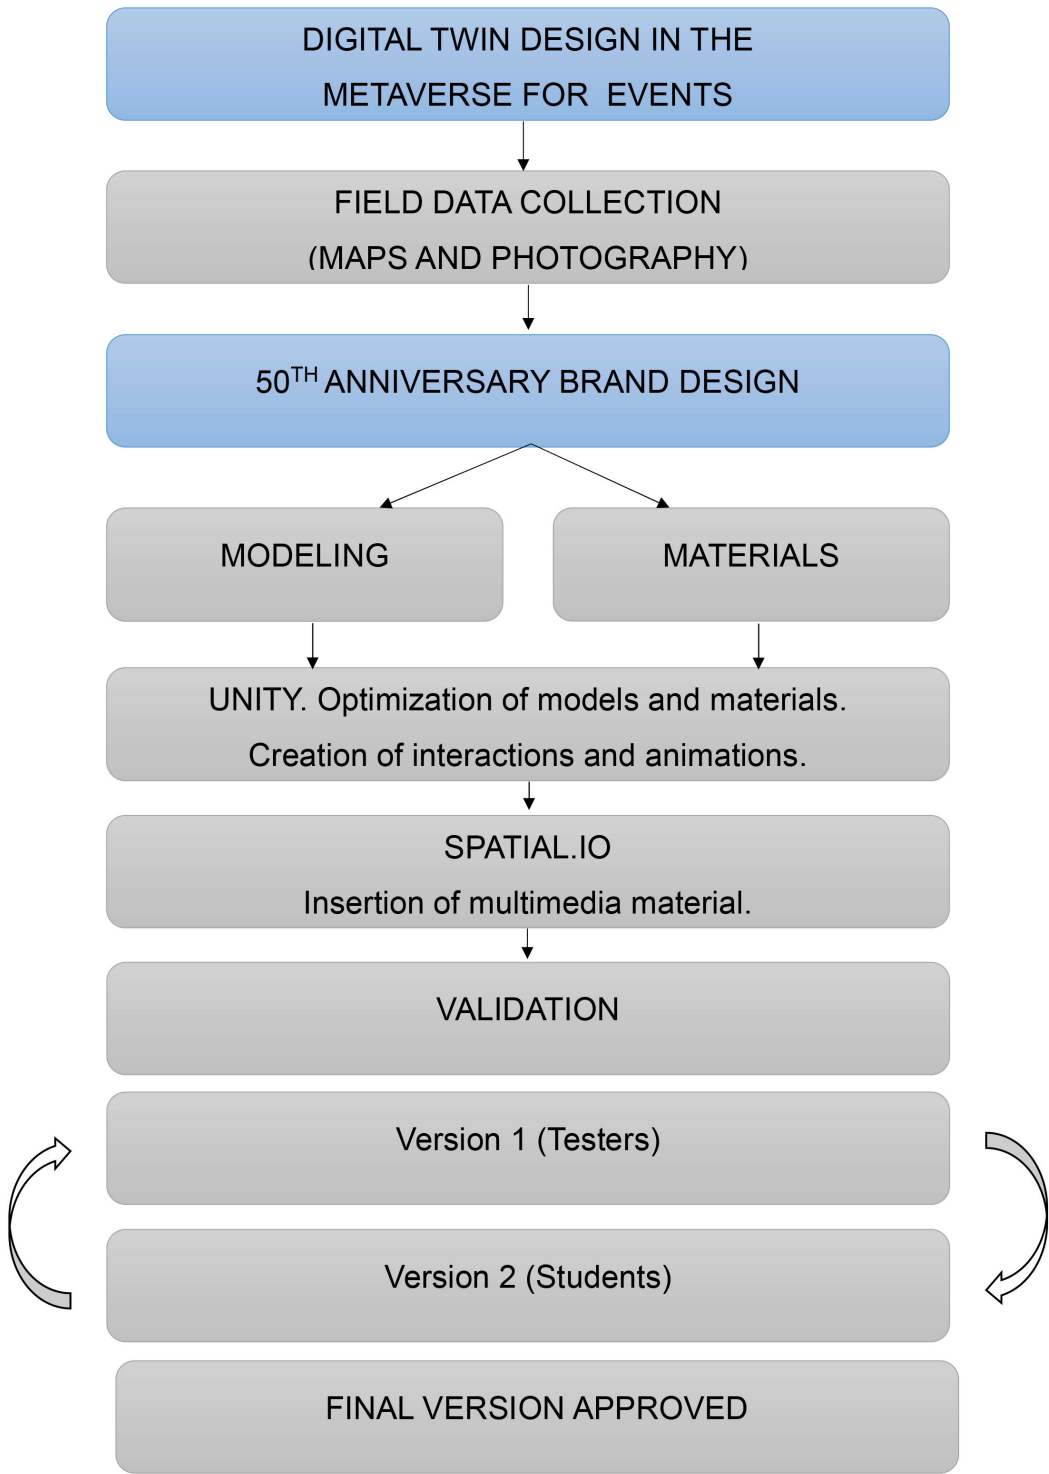 DIGITAL TWIN DESIGN IN THE
METAVERSE FOR  EVENTS
FIELD DATA COLLECTION
(MAPS AND PHOTOGRAPHY)
50TH ANNIVERSARY BRAND DESIGN
MODELING
MATERIALS
UNITY. Optimization of models and materials.
Creation of interactions and animations.
SPATIAL.IO
Insertion of multimedia material.
VALIDATION
Version 1 (Testers)
Version 2 (Students)
FINAL VERSION APPROVED